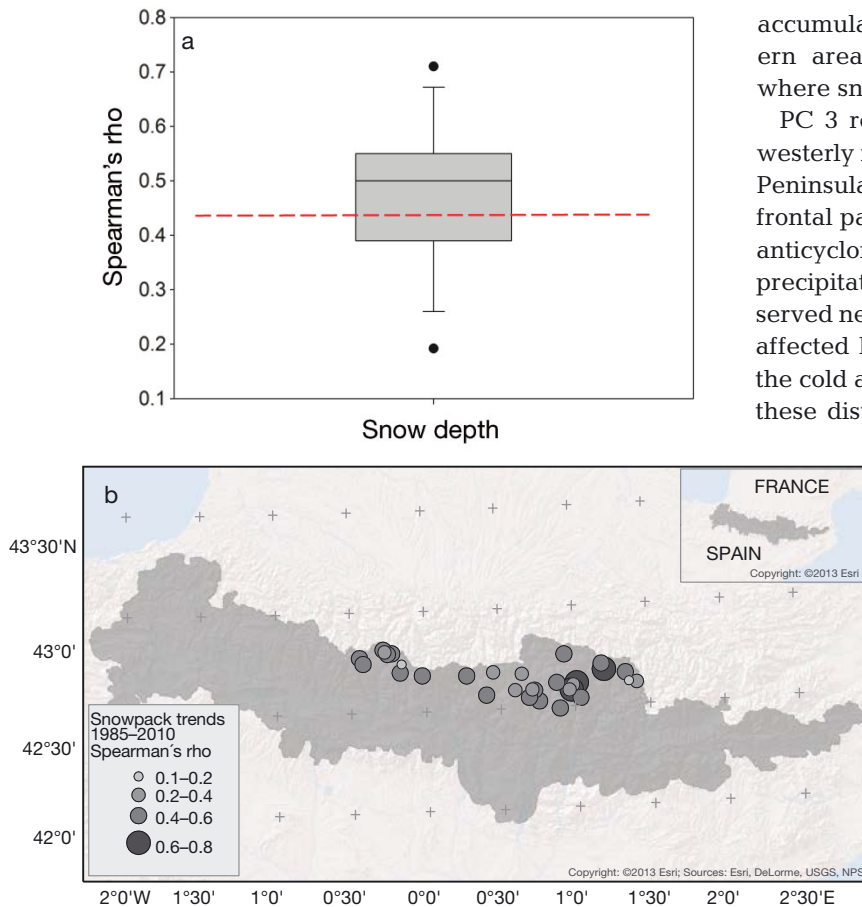 0.8
a
0.7
0.6
0.5
0.4
0.3
0.2
0.1
Spearman's rho
Snow depth
accumula
ern area
where sn
PC 3 re
westerly
Peninsula
frontal pa
anticyclo
precipitat
served ne
affected
the cold a
these dis
b
FRANCE
SPAIN
Copyright: ©2013 Esri
43°30'N
43°0'
42°30'
42°0'
Snowpack trends
1985–2010
Spearman´s rho
0.1–0.2
0.2–0.4
0.4–0.6
0.6–0.8
Copyright: ©2013 Esri; Sources: Esri, DeLorme, USGS, NPS
2°0'W 1°30' 1°0' 0°30' 0°0' 0°30' 1°0' 1°30' 2°0' 2°30'E